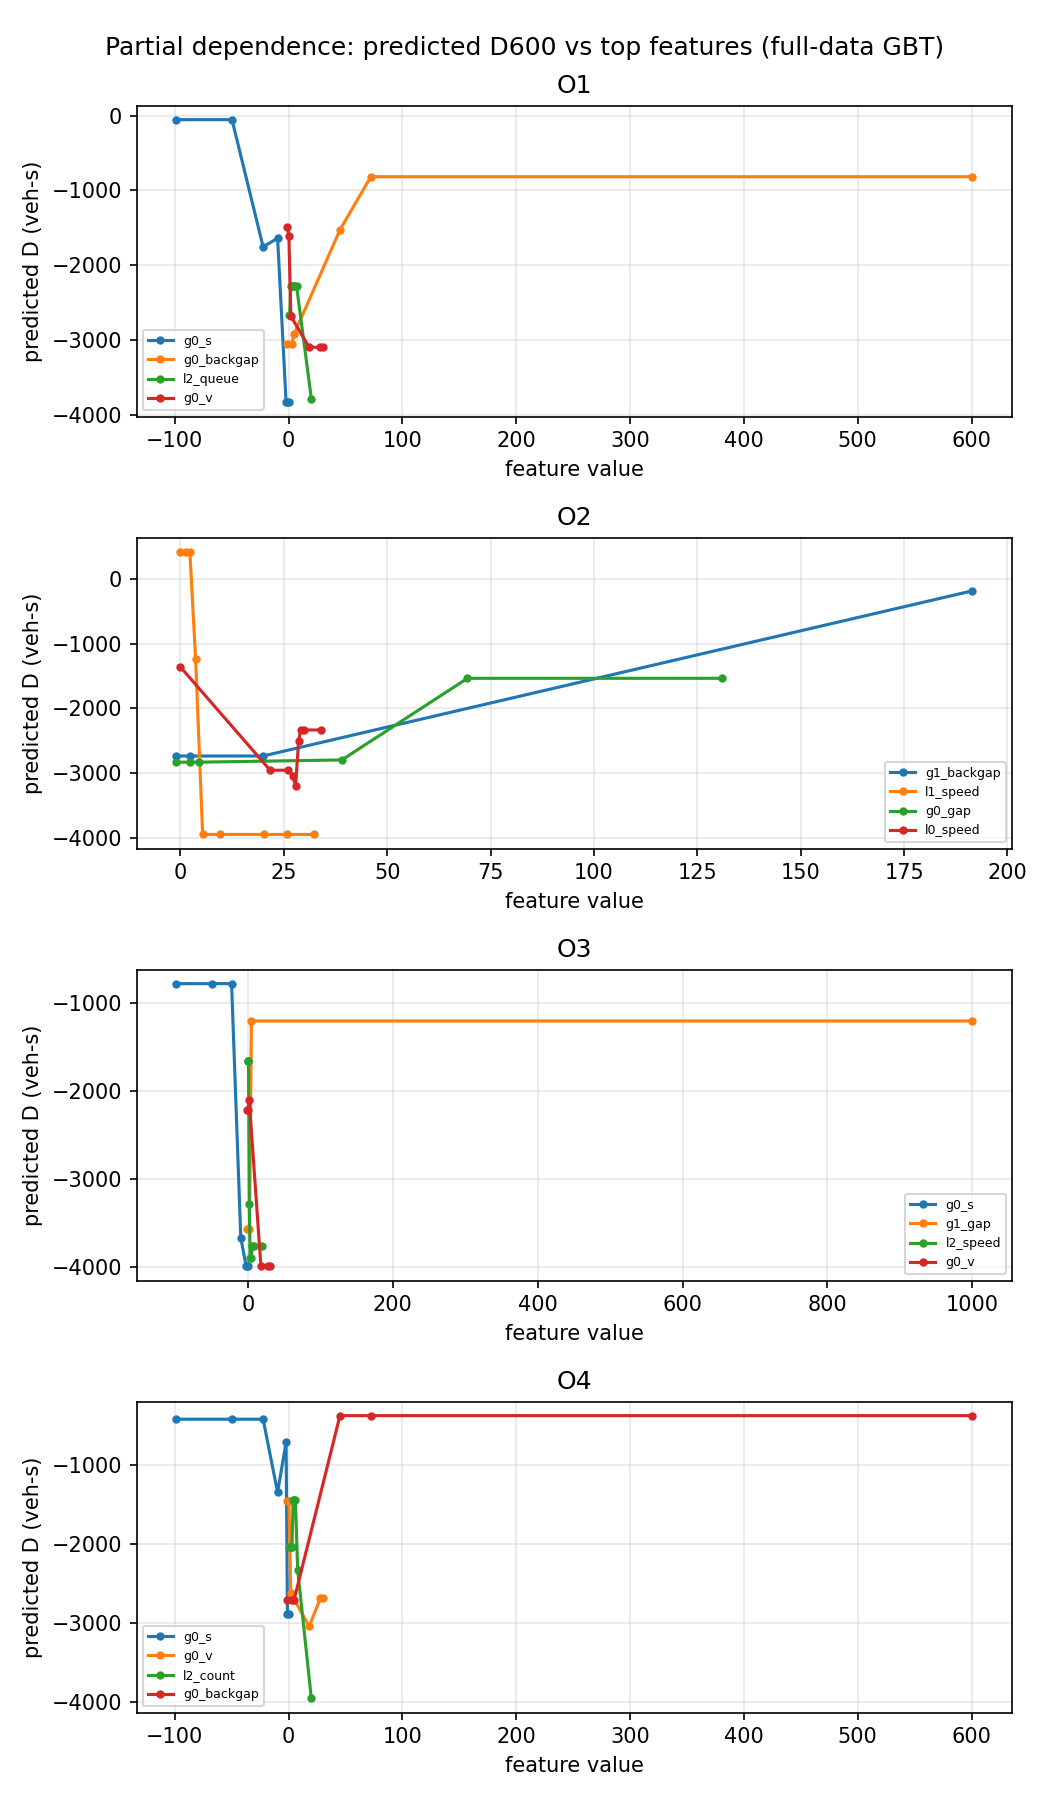 Partial dependence: predicted D600 vs top features (full-data GBT)
O1
predicted D (veh-s)
0
−1000
−2000
−3000
−4000
g0_s
g0_backgap
l2_queue
g0_v
−100 0 100 200 300 400 500 600
feature value
O2
predicted D (veh-s)
0
−1000
−2000
−3000
−4000
g1_backgap
l1_speed
g0_gap
l0_speed
0 25 50 75 100 125 150 175 200
feature value
O3
predicted D (veh-s)
−1000
−2000
−3000
−4000
g0_s
g1_gap
l2_speed
g0_v
0 200 400 600 800 1000
feature value
O4
predicted D (veh-s)
−1000
−2000
−3000
−4000
g0_s
g0_v
l2_count
g0_backgap
−100 0 100 200 300 400 500 600
feature value